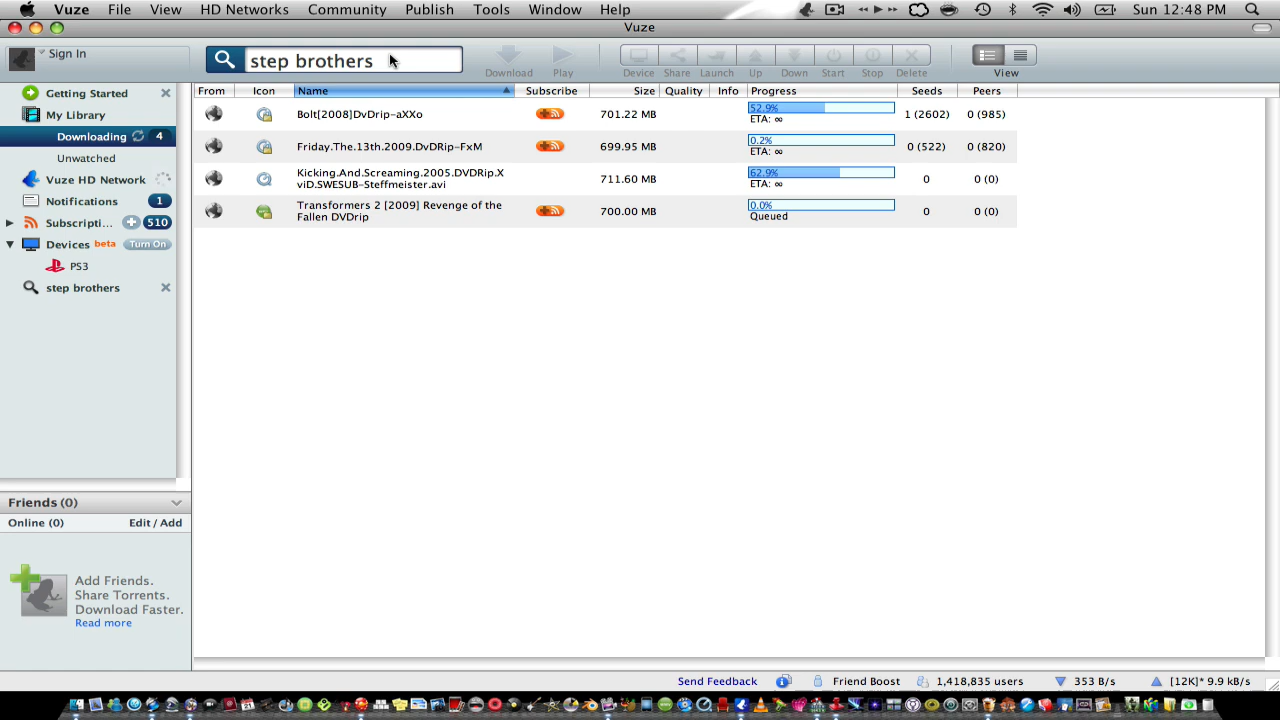 Vuze File View HD Networks Community Publish Tools Window Help Sun 12:48 PM
Vuze
Sign In
step brothers
Download Play Device Share Launch Up Down Start Stop Delete View
From Icon Name Subscribe Size Quality Info Progress Seeds Peers
Getting Started
My Library
Downloading 4
Unwatched
Vuze HD Network
Notifications 1
Subscripti... 510
Devices beta Turn On
PS3
step brothers
Bolt[2008]DvDrip-aXXo 701.22 MB 52.9% 1 (2602) 0 (985)
ETA: ∞
Friday.The.13th.2009.DvDRip-FxM 699.95 MB 0.2% 0 (522) 0 (820)
ETA: ∞
Kicking.And.Screaming.2005.DVDRip.X
viD.SWESUB-Steffmeister.avi 711.60 MB 62.9% 0 0 (0)
ETA: ∞
Transformers 2 [2009] Revenge of the
Fallen DVDrip 700.00 MB 0.0% 0 0 (0)
Queued
Friends (0)
Online (0) Edit / Add
Add Friends.
Share Torrents.
Download Faster.
Read more
Send Feedback Friend Boost 1,418,835 users 353 B/s [12K]* 9.9 kB/s